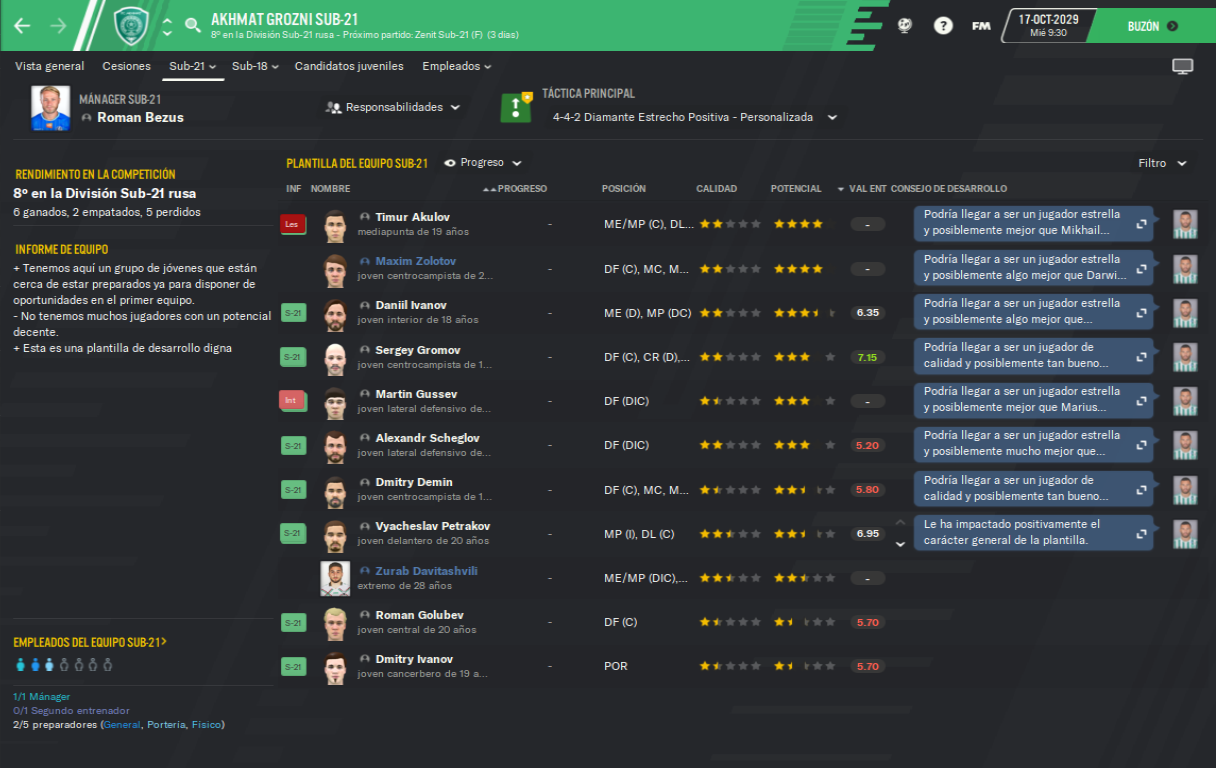 AKHMAT GROZNI SUB-21
8º en la División Sub-21 rusa - Próximo partido: Zenit Sub-21 (F) (3 días)
FM
17-OCT-2029
Mié 9:30
BUZÓN
Vista general Cesiones Sub-21 Sub-18 Candidatos juveniles Empleados
MÁNAGER SUB-21
Roman Bezus
Responsabilidades
TÁCTICA PRINCIPAL
4-4-2 Diamante Estrecho Positiva - Personalizada
RENDIMIENTO EN LA COMPETICIÓN
8º en la División Sub-21 rusa
6 ganados, 2 empatados, 5 perdidos
INFORME DE EQUIPO
+ Tenemos aquí un grupo de jóvenes que están
cerca de estar preparados ya para disponer de
oportunidades en el primer equipo.
- No tenemos muchos jugadores con un potencial
decente.
+ Esta es una plantilla de desarrollo digna
EMPLEADOS DEL EQUIPO SUB-21>
1/1 Mánager
0/1 Segundo entrenador
2/5 preparadores (General, Portería, Físico)
PLANTILLA DEL EQUIPO SUB-21 Progreso Filtro
INF NOMBRE PROGRESO POSICIÓN CALIDAD POTENCIAL VAL ENT CONSEJO DE DESARROLLO
Les Timur Akulov
mediapunta de 19 años
- ME/MP (C), DL... -
Podría llegar a ser un jugador estrella
y posiblemente mejor que Mikhail...
Maxim Zolotov
joven centrocampista de 2...
- DF (C), MC, M... -
Podría llegar a ser un jugador estrella
y posiblemente algo mejor que Darwi...
S-21 Daniil Ivanov
joven interior de 18 años
- ME (D), MP (DC) 6.35
Podría llegar a ser un jugador estrella
y posiblemente algo mejor que...
S-21 Sergey Gromov
joven centrocampista de 1...
- DF (C), CR (D),... 7.15
Podría llegar a ser un jugador de
calidad y posiblemente tan bueno...
Int Martin Gussev
joven lateral defensivo de...
- DF (DIC) -
Podría llegar a ser un jugador estrella
y posiblemente mejor que Marius...
S-21 Alexandr Scheglov
joven lateral defensivo de...
- DF (DIC) 5.20
Podría llegar a ser un jugador estrella
y posiblemente mucho mejor que...
S-21 Dmitry Demin
joven centrocampista de 1...
- DF (C), MC, M... 5.80
Podría llegar a ser un jugador de
calidad y posiblemente tan bueno...
S-21 Vyacheslav Petrakov
joven delantero de 20 años
- MP (I), DL (C) 6.95
Le ha impactado positivamente el
carácter general de la plantilla.
Zurab Davitashvili
extremo de 28 años
- ME/MP (DIC),... -
S-21 Roman Golubev
joven central de 20 años
- DF (C) 5.70
S-21 Dmitry Ivanov
joven cancerbero de 19 a...
- POR 5.70